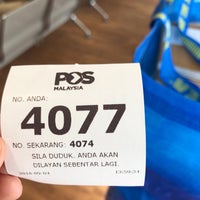 POS
MALAYSIA
NO. ANDA:
4077
NO. SEKARANG: 4074
SILA DUDUK. ANDA AKAN
DILAYAN SEBENTAR LAGI.